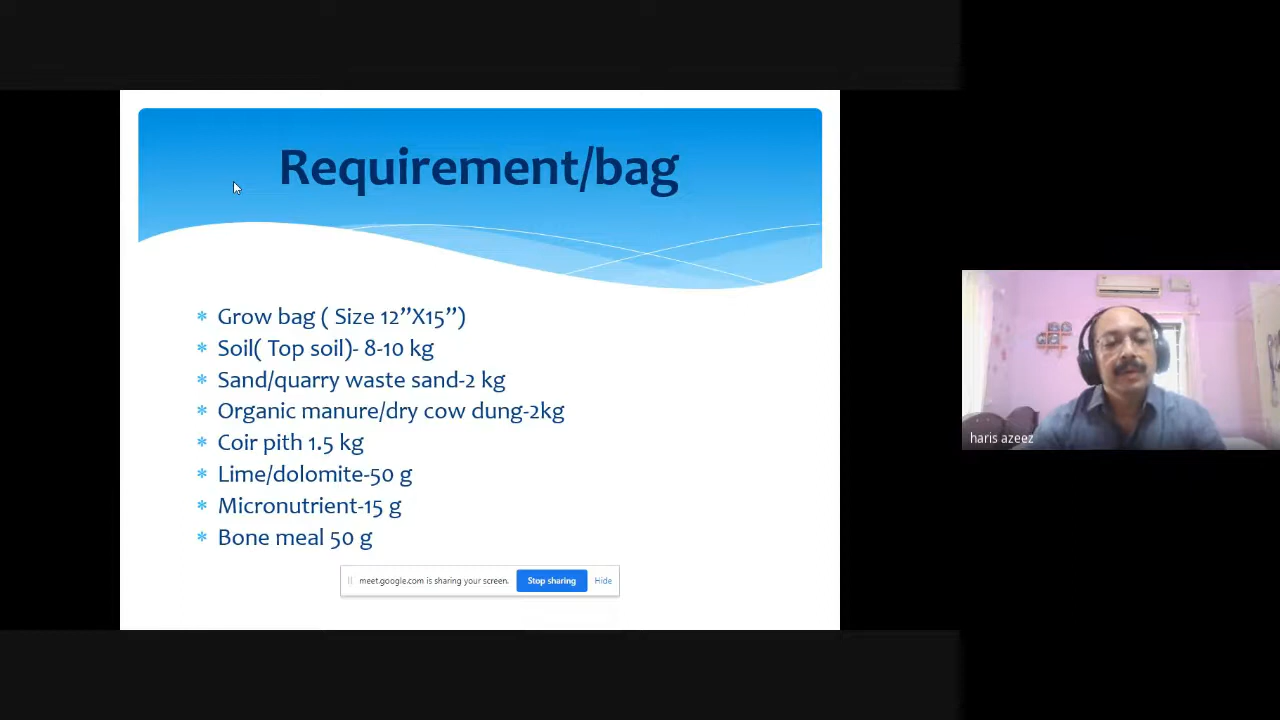 Requirement/bag
Grow bag ( Size 12”X15”)
Soil( Top soil)- 8-10 kg
Sand/quarry waste sand-2 kg
Organic manure/dry cow dung-2kg
Coir pith 1.5 kg
Lime/dolomite-50 g
Micronutrient-15 g
Bone meal 50 g
meet.google.com is sharing your screen. Stop sharing Hide
haris azeez